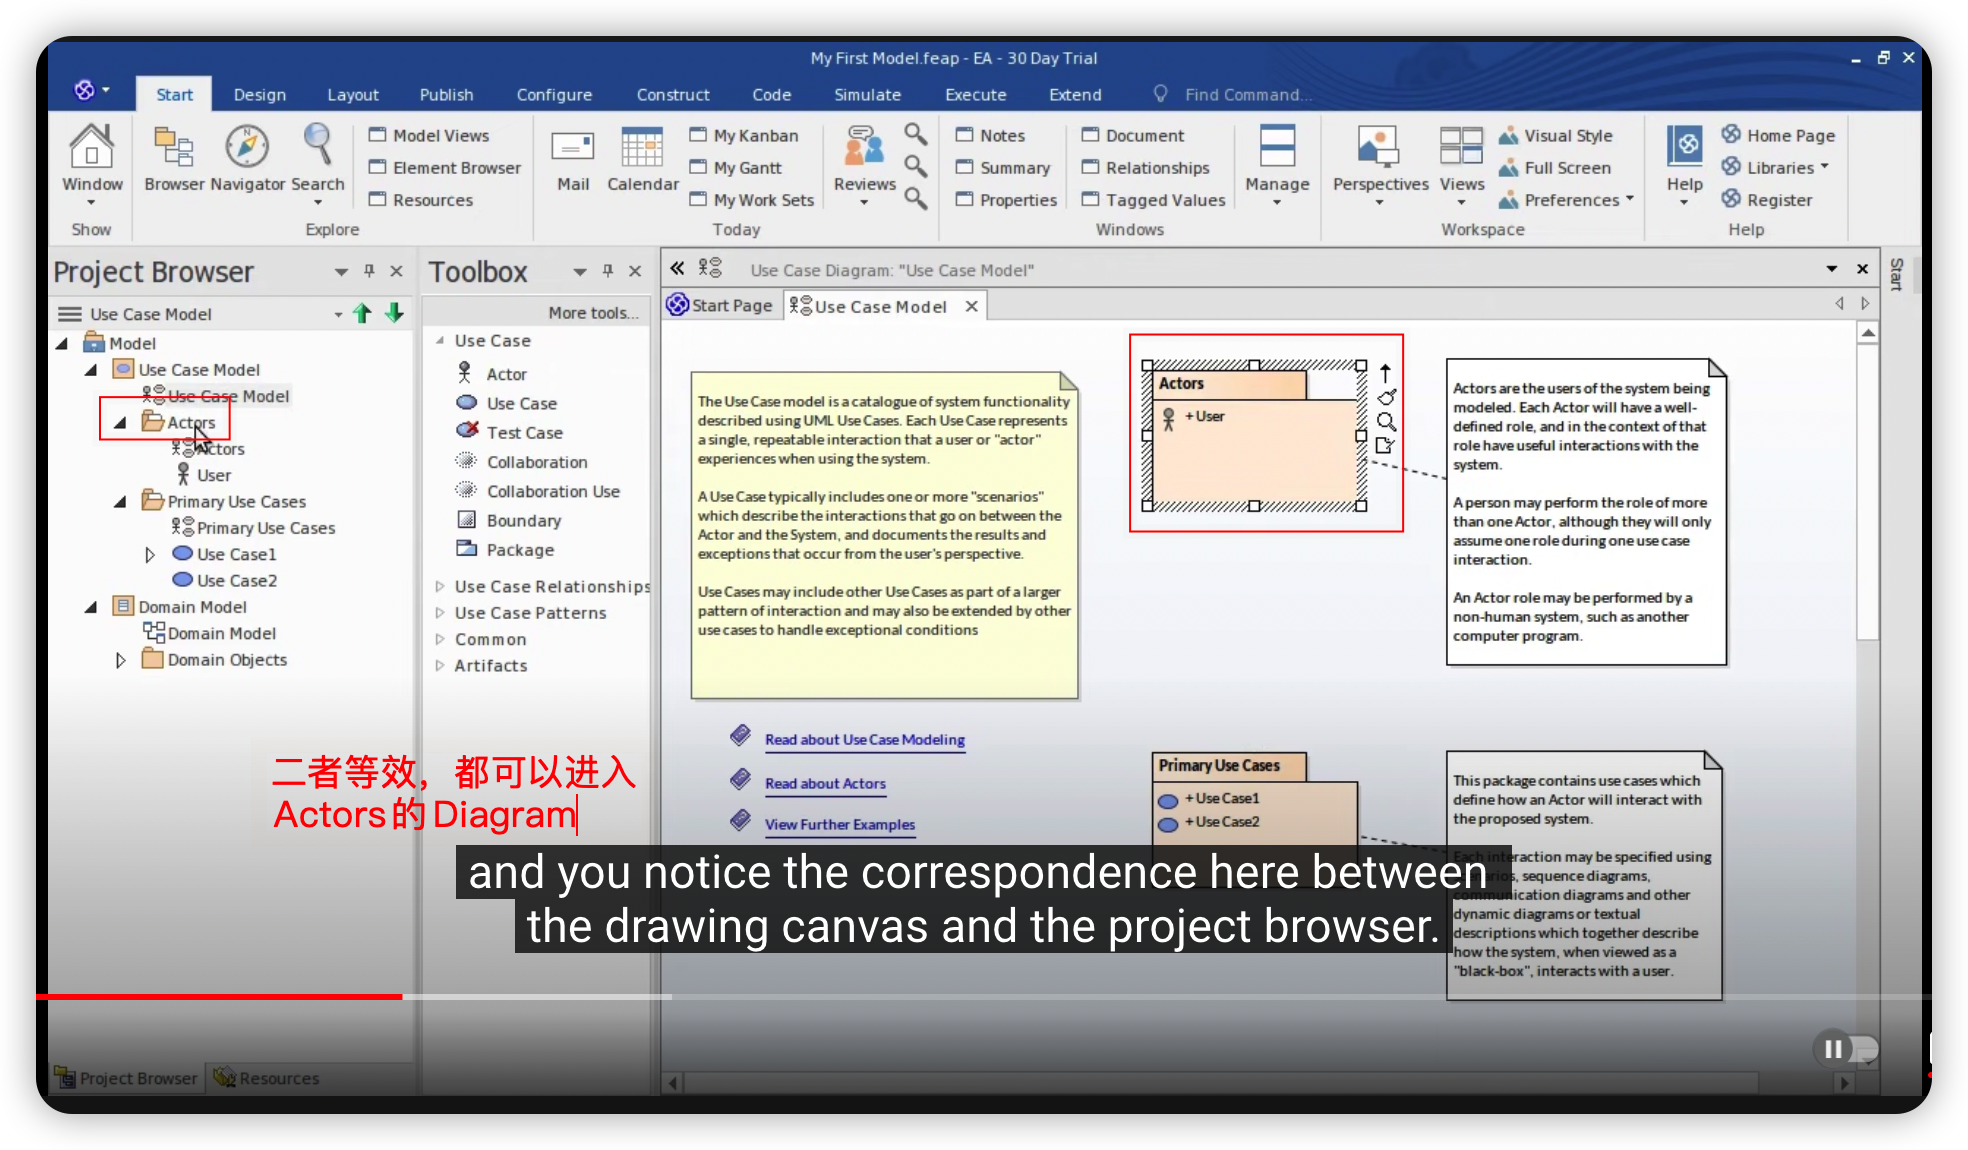 My First Model.feap - EA - 30 Day Trial
Start
Design
Layout
Publish
Configure
Construct
Code
Simulate
Execute
Extend
Find Command...
Window
Show
Browser
Navigator
Search
Model Views
Element Browser
Resources
Explore
Mail
Calendar
My Kanban
My Gantt
My Work Sets
Reviews
Today
Notes
Summary
Properties
Document
Relationships
Tagged Values
Windows
Manage
Perspectives
Views
Visual Style
Full Screen
Preferences
Workspace
Help
Home Page
Libraries
Register
Help
Project Browser
Use Case Model
Model
Use Case Model
Use Case Model
Actors
Actors
User
Primary Use Cases
Primary Use Cases
Use Case1
Use Case2
Domain Model
Domain Model
Domain Objects
Toolbox
More tools...
Use Case
Actor
Use Case
Test Case
Collaboration
Collaboration Use
Boundary
Package
Use Case Relationships
Use Case Patterns
Common
Artifacts
Use Case Diagram: "Use Case Model"
Start Page
Use Case Model
Start
The Use Case model is a catalogue of system functionality
described using UML Use Cases. Each Use Case represents
a single, repeatable interaction that a user or "actor"
experiences when using the system.
A Use Case typically includes one or more "scenarios"
which describe the interactions that go on between the
Actor and the System, and documents the results and
exceptions that occur from the user's perspective.
Use Cases may include other Use Cases as part of a larger
pattern of interaction and may also be extended by other
use cases to handle exceptional conditions
Actors
+User
Actors are the users of the system being
modeled. Each Actor will have a well-
defined role, and in the context of that
role have useful interactions with the
system.
A person may perform the role of more
than one Actor, although they will only
assume one role during one use case
interaction.
An Actor role may be performed by a
non-human system, such as another
computer program.
Read about Use Case Modeling
Read about Actors
View Further Examples
Primary Use Cases
+Use Case1
+Use Case2
This package contains use cases which
define how an Actor will interact with
the proposed system.
Each interaction may be specified using
scenarios, sequence diagrams,
communication diagrams and other
dynamic diagrams or textual
descriptions which together describe
how the system, when viewed as a
"black-box", interacts with a user.
二者等效，都可以进入
Actors的Diagram
and you notice the correspondence here between
the drawing canvas and the project browser.
Project Browser
Resources